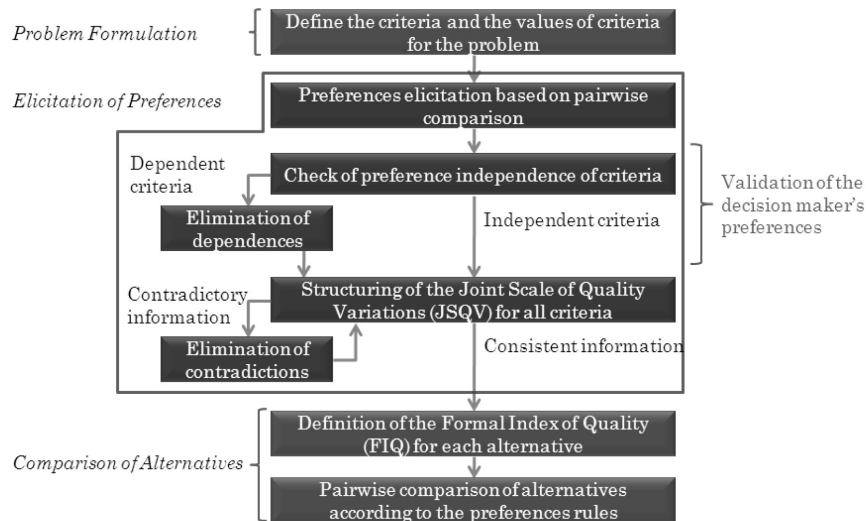 Problem Formulation
Define the criteria and the values of criteria
for the problem
Elicitation of Preferences
Preferences elicitation based on pairwise
comparison
Dependent
criteria
Check of preference independence of criteria
Validation of the
decision maker's
preferences
Elimination of
dependences
Independent criteria
Contradictory
information
Structuring of the Joint Scale of Quality
Variations (JSQV) for all criteria
Elimination of
contradictions
Consistent information
Comparison of Alternatives
Definition of the Formal Index of Quality
(FIQ) for each alternative
Pairwise comparison of alternatives
according to the preferences rules